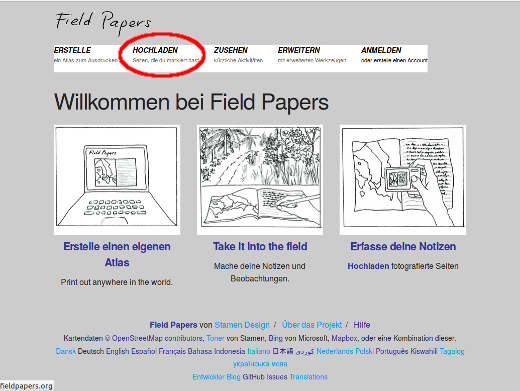 Field Papers
ERSTELLE HOCHLADEN ZUSEHEN ERWEITERN ANMELDEN
ein Atlas zum Ausdrucken Seiten, die du markiert hast kürzliche Aktivitäten mit erweiterten Werkzeugen oder erstelle einen Account
Willkommen bei Field Papers
Field Papers
Erstelle einen eigenen Atlas
Print out anywhere in the world.
Take it into the field
Mache deine Notizen und
Beobachtungen.
Erfasse deine Notizen
Hochladen fotografierte Seiten
Field Papers von Stamen Design / Über das Projekt / Hilfe
Kartendaten © OpenStreetMap contributors, Toner von Stamen, Bing von Microsoft, Mapbox, oder eine Kombination dieser.
Dansk Deutsch English Español Français Bahasa Indonesia Italiano 日本語 كوردی Nederlands Polski Português Kiswahili Tagalog
українська мова
Entwickler Blog GitHub Issues Translations
fieldpapers.org